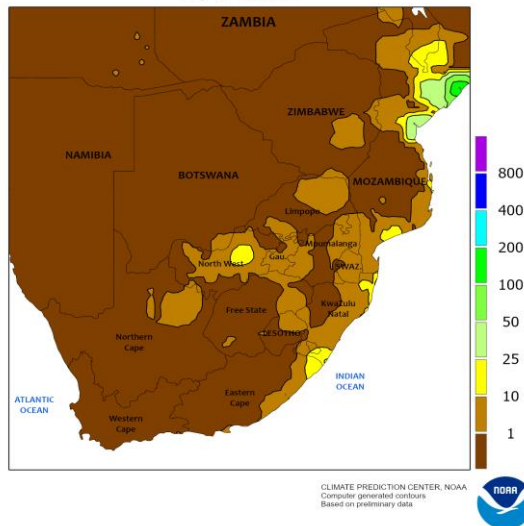 ZAMBIA
ZIMBABWE
NAMIBIA
BOTSWANA
MOZAMBIQUE
Limpopo
Mpumalanga
North West
Gau.
SWAZ.
Free State
KwaZulu
Natal
LESOTHO
Northern
Cape
Eastern
Cape
Western
Cape
ATLANTIC
OCEAN
INDIAN
OCEAN
800
400
200
100
50
25
10
1
CLIMATE PREDICTION CENTER, NOAA
Computer generated contours
Based on preliminary data
NOAA